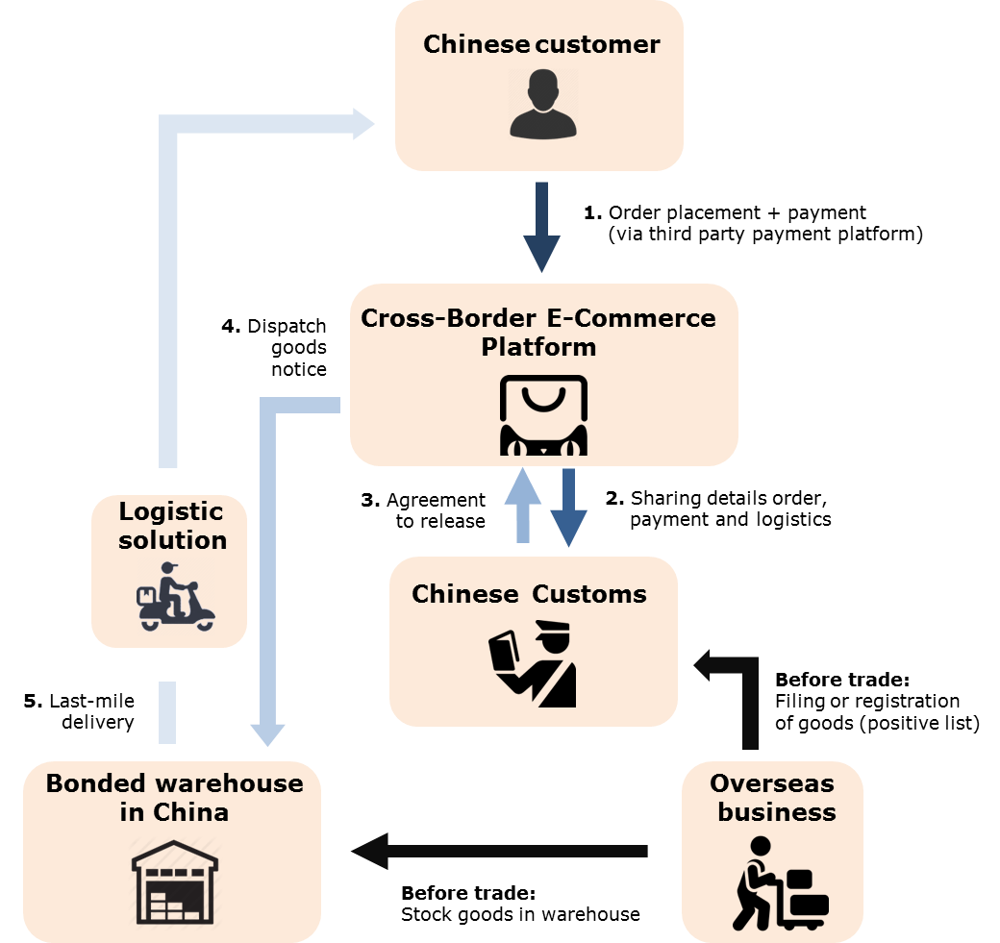 Chinese customer
1. Order placement + payment
(via third party payment platform)
Cross-Border E-Commerce
Platform
4. Dispatch
goods
notice
3. Agreement
to release
2. Sharing details order,
payment and logistics
Logistic
solution
Chinese Customs
5. Last-mile
delivery
Before trade:
Filing or registration
of goods (positive list)
Bonded warehouse
in China
Overseas
business
Before trade:
Stock goods in warehouse